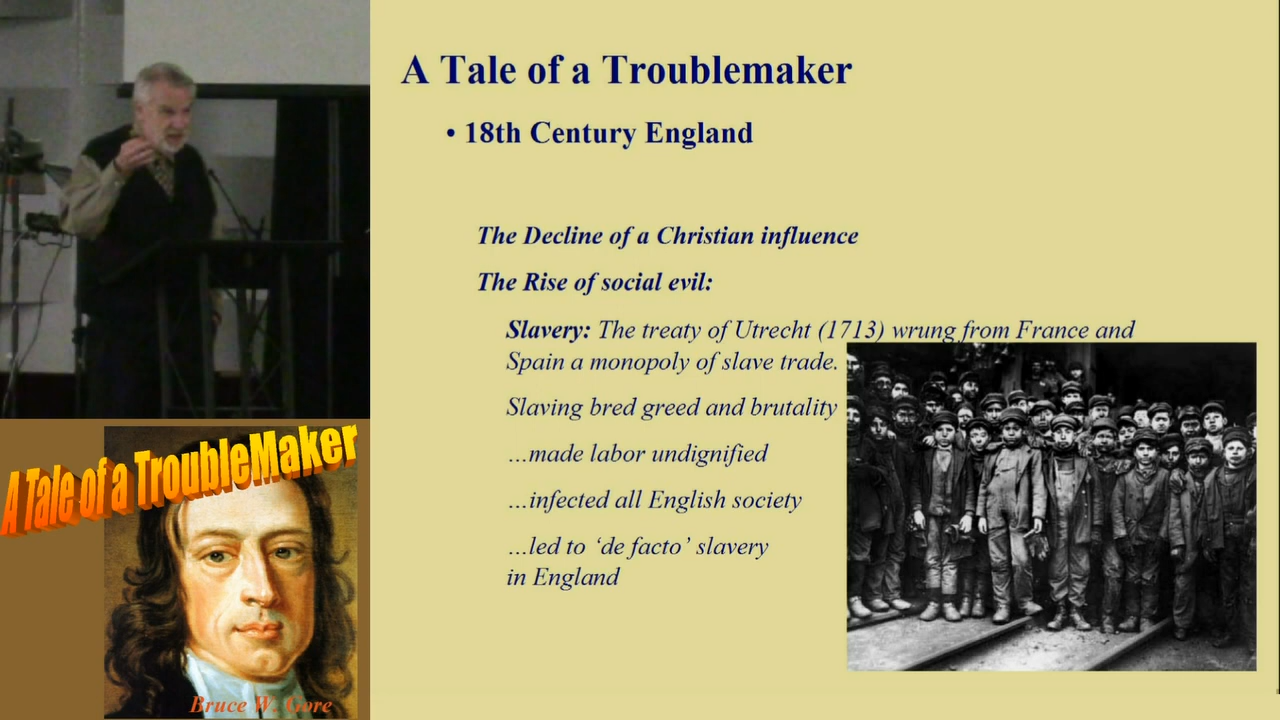 A Tale of a Troublemaker
• 18th Century England
The Decline of a Christian influence
The Rise of social evil:
Slavery: The treaty of Utrecht (1713) wrung from France and
Spain a monopoly of slave trade.
Slaving bred greed and brutality
…made labor undignified
…infected all English society
…led to ‘de facto’ slavery
in England
A Tale of a TroubleMaker
Bruce W. Gore